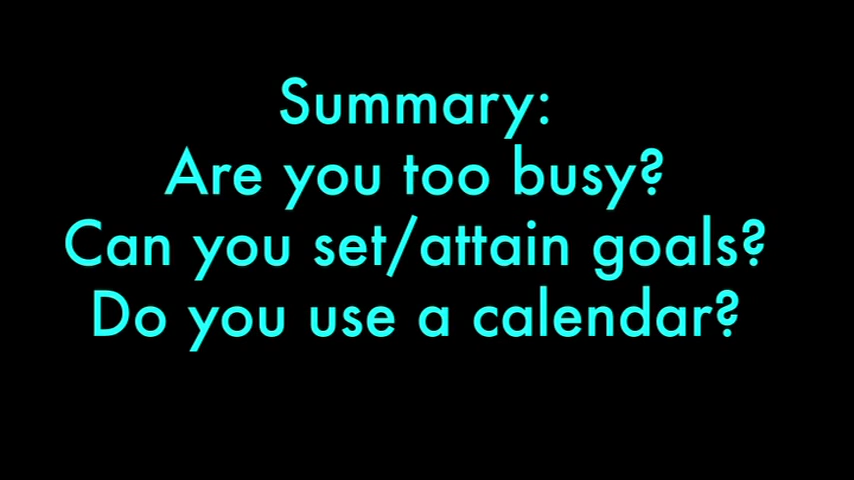 Summary:
Are you too busy?
Can you set/attain goals?
Do you use a calendar?